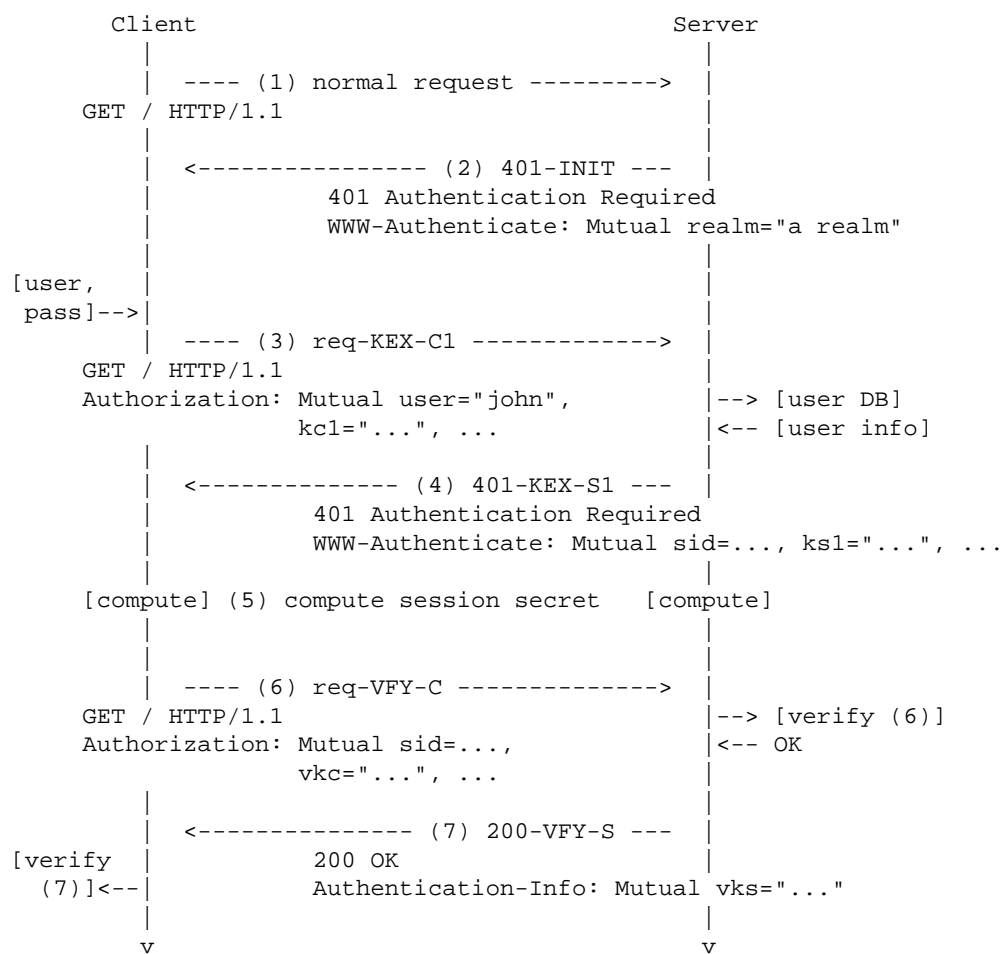 Client Server
---- (1) normal request --------->
GET / HTTP/1.1
<---------------- (2) 401-INIT ---
401 Authentication Required
WWW-Authenticate: Mutual realm="a realm"
[user,
pass]-->
---- (3) req-KEX-C1 ------------->
GET / HTTP/1.1
Authorization: Mutual user="john", --> [user DB]
kc1="...", ... <-- [user info]
<-------------- (4) 401-KEX-S1 ---
401 Authentication Required
WWW-Authenticate: Mutual sid=..., ks1="...", ...
[compute] (5) compute session secret [compute]
---- (6) req-VFY-C -------------->
GET / HTTP/1.1 --> [verify (6)]
Authorization: Mutual sid=..., <-- OK
vkc="...", ...
<--------------- (7) 200-VFY-S ---
[verify 200 OK
(7)]<-- Authentication-Info: Mutual vks="..."
v v